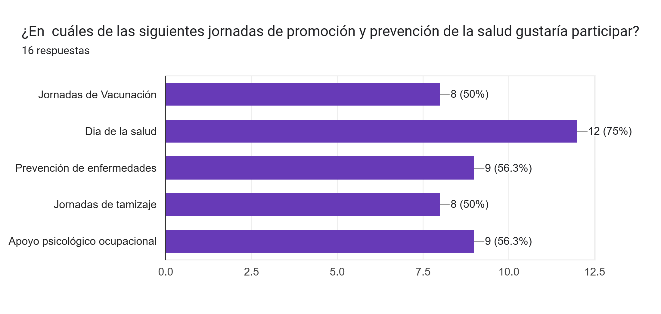 ¿En  cuáles de las siguientes jornadas de promoción y prevención de la salud gustaría participar?
16 respuestas
Jornadas de Vacunación 8 (50%)
Dia de la salud 12 (75%)
Prevención de enfermedades 9 (56.3%)
Jornadas de tamizaje 8 (50%)
Apoyo psicológico ocupacional 9 (56.3%)
0.0 2.5 5.0 7.5 10.0 12.5